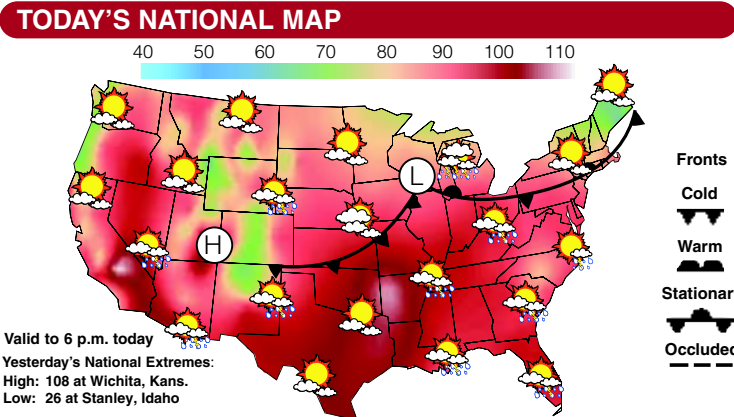 TODAY'S NATIONAL MAP
40 50 60 70 80 90 100 110
L
H
Fronts
Cold
Warm
Stationar
Occluded
Valid to 6 p.m. today
Yesterday's National Extremes:
High: 108 at Wichita, Kans.
Low: 26 at Stanley, Idaho